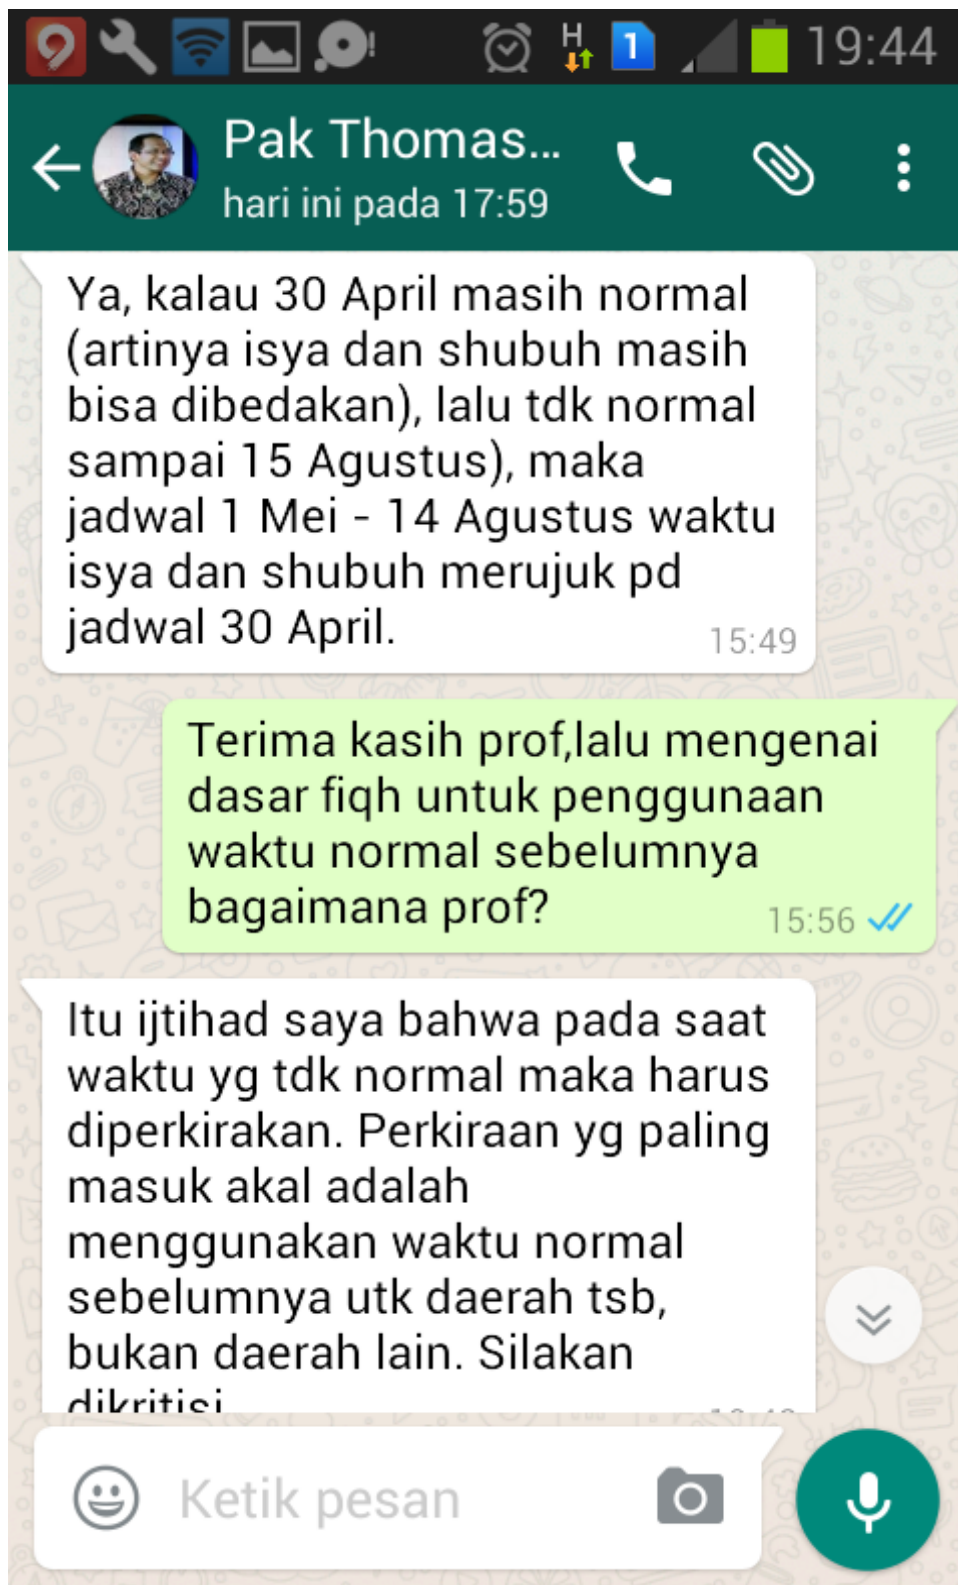 19:44
H
1
Pak Thomas...
hari ini pada 17:59
Ya, kalau 30 April masih normal
(artinya isya dan shubuh masih
bisa dibedakan), lalu tdk normal
sampai 15 Agustus), maka
jadwal 1 Mei - 14 Agustus waktu
isya dan shubuh merujuk pd
jadwal 30 April.
15:49
Terima kasih prof,lalu mengenai
dasar fiqh untuk penggunaan
waktu normal sebelumnya
bagaimana prof?
15:56
Itu ijtihad saya bahwa pada saat
waktu yg tdk normal maka harus
diperkirakan. Perkiraan yg paling
masuk akal adalah
menggunakan waktu normal
sebelumnya utk daerah tsb,
bukan daerah lain. Silakan
dikritisi
Ketik pesan